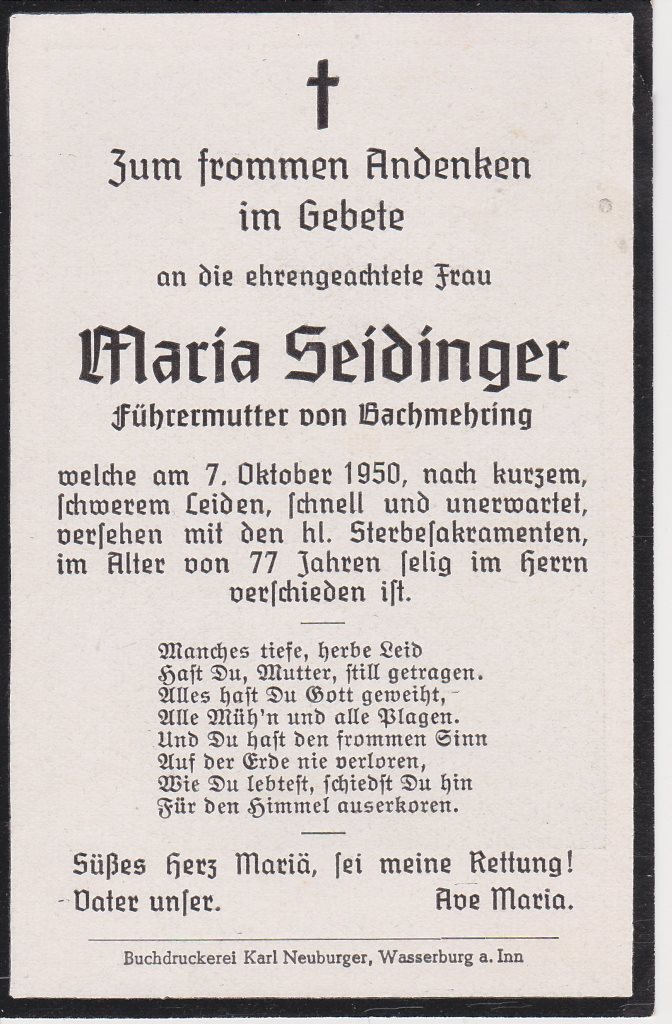 Zum frommen Andenken
im Gebete
an die ehrengeachtete Frau
Maria Seidinger
Führermutter von Bachmehring
welche am 7. Oktober 1950, nach kurzem,
schwerem Leiden, schnell und unerwartet,
versehen mit den hl. Sterbesakramenten,
im Alter von 77 Jahren selig im Herrn
verschieden ist.
Manches tiefe, herbe Leid
Hast Du, Mutter, still getragen.
Alles hast Du Gott geweiht,
Alle Müh'n und alle Plagen.
Und Du hast den frommen Sinn
Auf der Erde nie verloren,
Wie Du lebtest, schiedst Du hin
Für den Himmel auserkoren.
Süßes Herz Mariä, sei meine Rettung!
Vater unser. Ave Maria.
Buchdruckerei Karl Neuburger, Wasserburg a. Inn